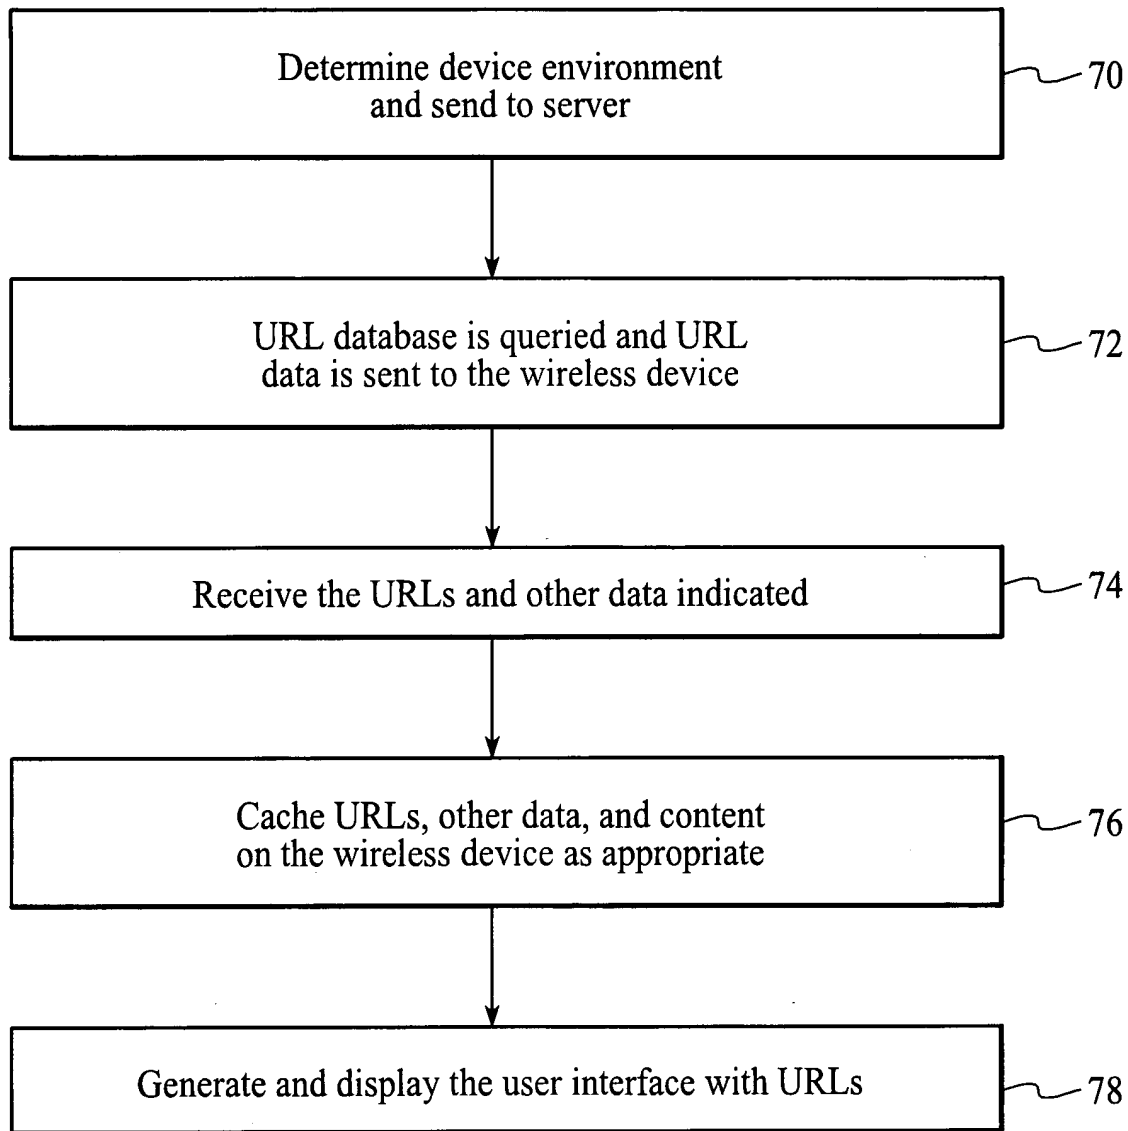 Determine device environment
and send to server
70
URL database is queried and URL
data is sent to the wireless device
72
Receive the URLs and other data indicated
74
Cache URLs, other data, and content
on the wireless device as appropriate
76
Generate and display the user interface with URLs
78